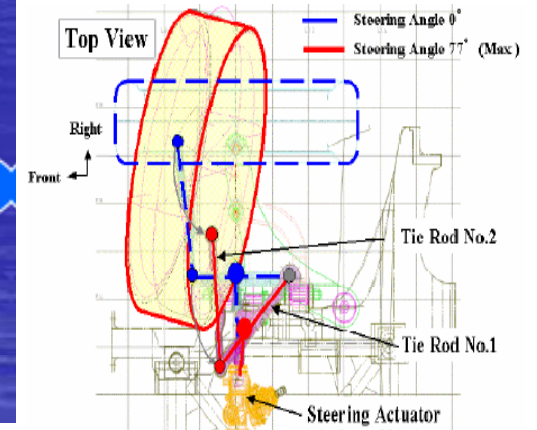 Top View
Steering Angle 0°
Steering Angle 77° (Max)
Right
Front
Tie Rod No.2
Tie Rod No.1
Steering Actuator